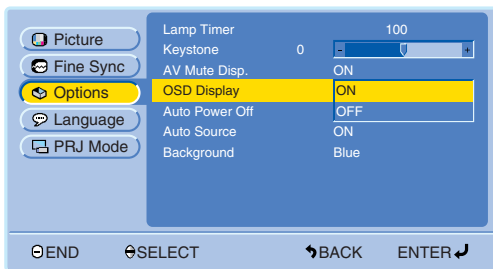 Picture
Fine Sync
Options
Language
PRJ Mode
Lamp Timer 100
Keystone 0 - +
AV Mute Disp. ON
OSD Display ON
Auto Power Off OFF
Auto Source ON
Background Blue
END SELECT BACK ENTER